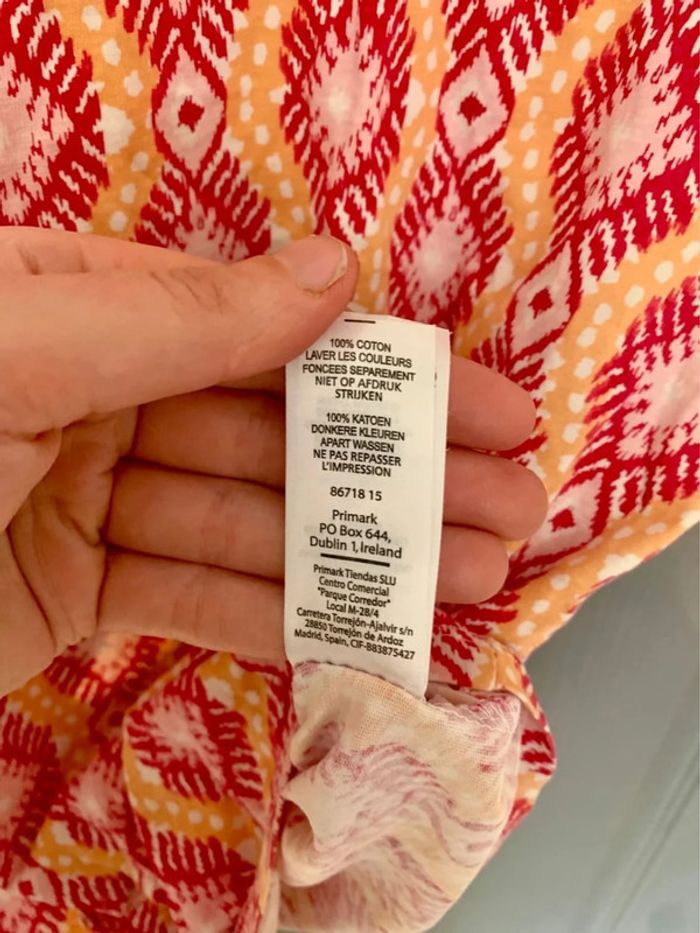 100% COTON
LAVER LES COULEURS
FONCEES SEPAREMENT
NIET OP AFDRUK
STRIJKEN
100% KATOEN
DONKERE KLEUREN
APART WASSEN
NE PAS REPASSER
L'IMPRESSION
86718 15
Primark
PO Box 644,
Dublin 1, Ireland
Primark Tiendas SLU
Centro Comercial
"Parque Corredor"
Local M-28/4
Carretera Torrejón-Ajalvir s/n
28850 Torrejón de Ardoz
Madrid, Spain, CIF-B83875427